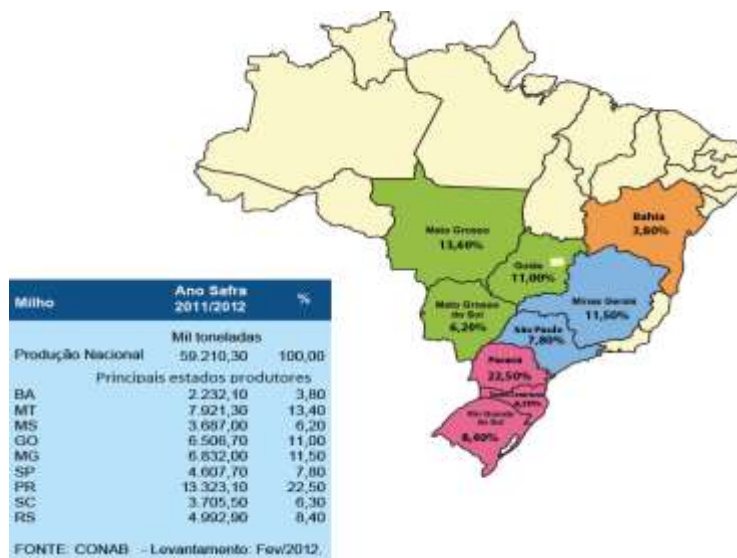 Mato Grosso
13,60%
Bahia
3,80%
Goiás
11,00%
Minas Gerais
11,50%
Mato Grosso
do Sul
6,20%
São Paulo
7,80%
Paraná
22,50%
Santa Catarina
Rio Grande
do Sul
8,40%
Milho
Ano Safra
2011/2012
%
Mil toneladas
Produção Nacional 59.210,30 100,00
Principais estados produtores
BA 2.232,10 3,80
MT 7.921,30 13,40
MS 3.687,00 6,20
GO 6.506,70 11,00
MG 6.832,00 11,50
SP 4.607,70 7,80
PR 13.323,10 22,50
SC 3.705,50 6,30
RS 4.992,90 8,40
FONTE: CONAB - Levantamento: Fev/2012.